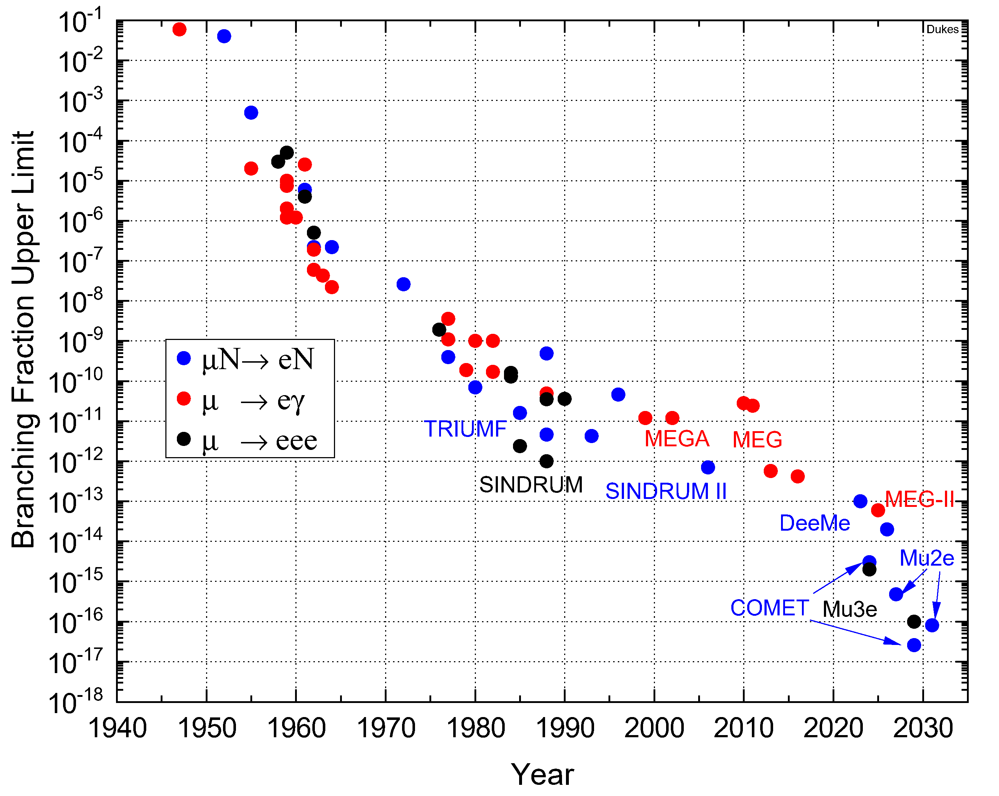 Dukes
Branching Fraction Upper Limit
10-1
10-2
10-3
10-4
10-5
10-6
10-7
10-8
10-9
10-10
10-11
10-12
10-13
10-14
10-15
10-16
10-17
10-18
μN→ eN
μ → eγ
μ → eee
TRIUMF
SINDRUM
MEGA
MEG
SINDRUM II
MEG-II
DeeMe
Mu2e
COMET
Mu3e
1940 1950 1960 1970 1980 1990 2000 2010 2020 2030
Year